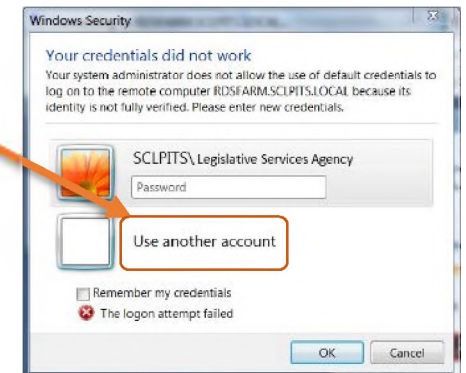 Windows Security
Your credentials did not work
Your system administrator does not allow the use of default credentials to
log on to the remote computer RDSFARM.SCLPITS.LOCAL because its
identity is not fully verified. Please enter new credentials.
SCLPITS\Legislative Services Agency
Password
Use another account
Remember my credentials
The logon attempt failed
OK Cancel